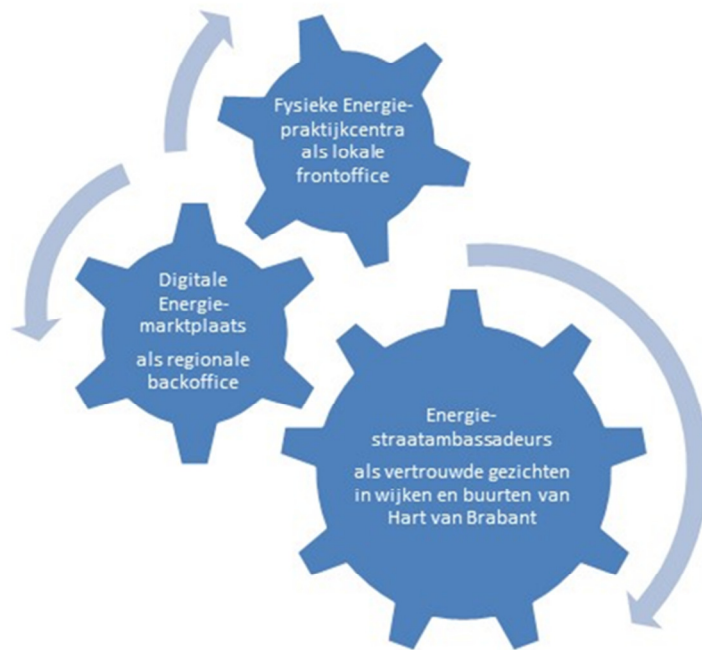 Fysieke Energie-
praktijkcentra
als lokale
frontoffice
Digitale
Energie-
marktplaats
als regionale
backoffice
Energie-
straatambassadeurs
als vertrouwde gezichten
in wijken en buurten van
Hart van Brabant